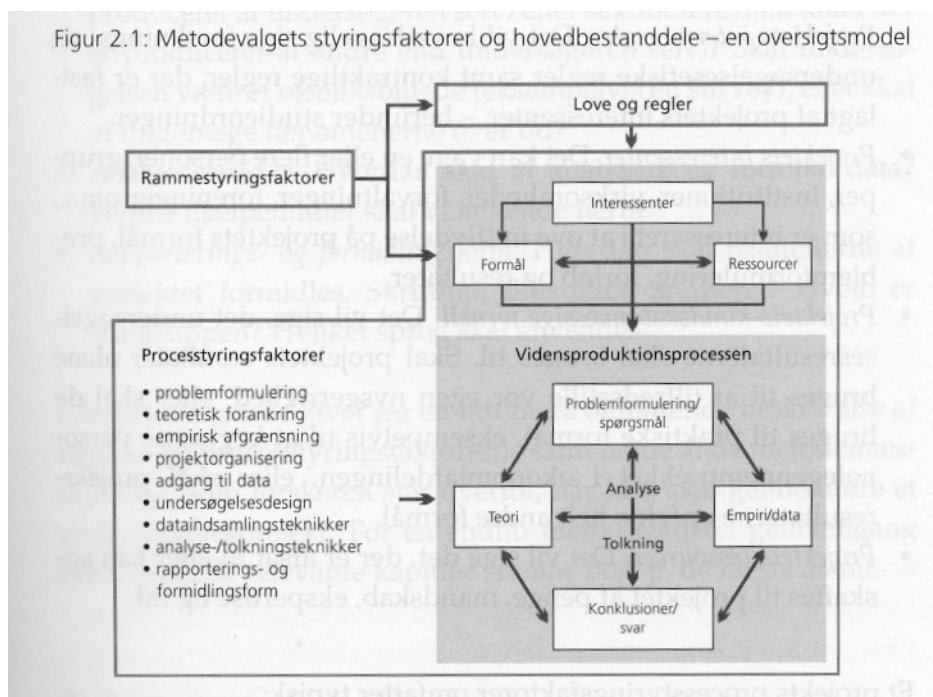 Figur 2.1: Metodevalgets styringsfaktorer og hovedbestanddele – en oversigtsmodel
Love og regler
Rammestyringsfaktorer
Interessenter
Formål
Ressourcer
Processtyringsfaktorer
• problemformulering
• teoretisk forankring
• empirisk afgrænsning
• projektorganisering
• adgang til data
• undersøgelsesdesign
• dataindsamlingsteknikker
• analyse-/tolkningsteknikker
• rapporterings- og
formidlingsform
Vidensproduktionsprocessen
Problemformulering/
spørgsmål
Analyse
Teori
Empiri/data
Tolkning
Konklusioner/
svar